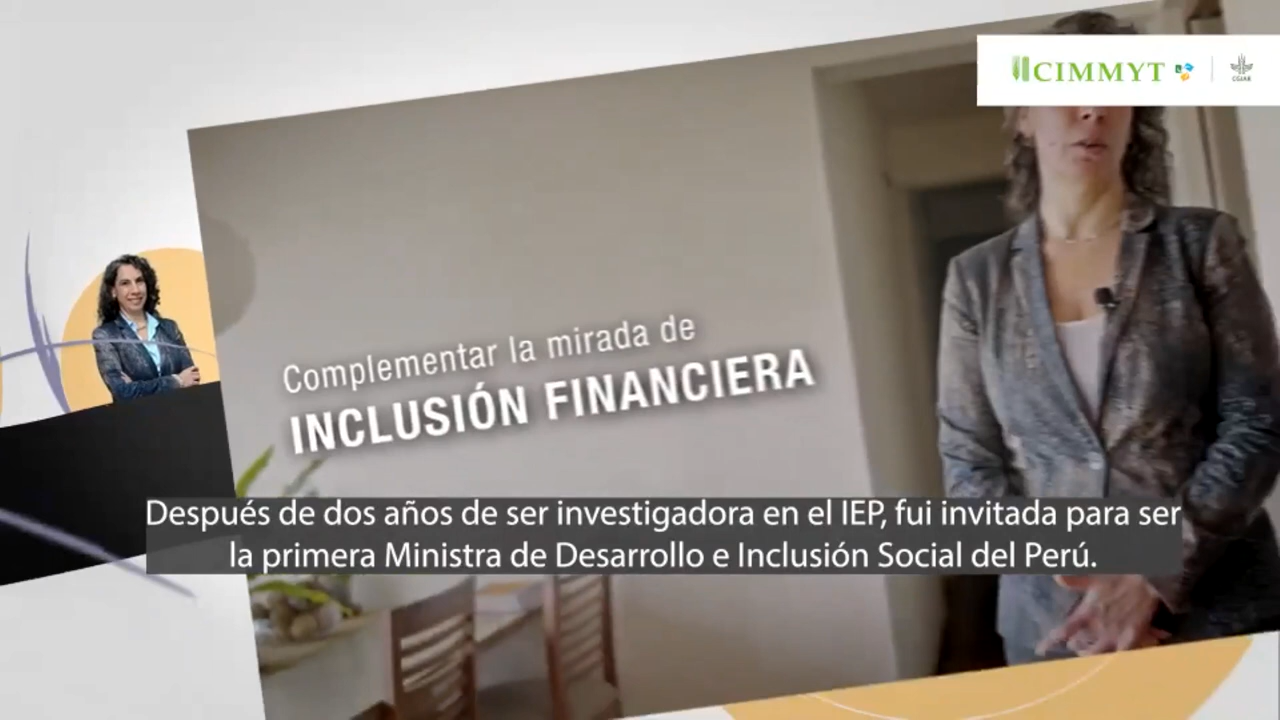 CIMMYT
CGIAR
Complementar la mirada de
INCLUSIÓN FINANCIERA
Después de dos años de ser investigadora en el IEP, fui invitada para ser
la primera Ministra de Desarrollo e Inclusión Social del Perú.